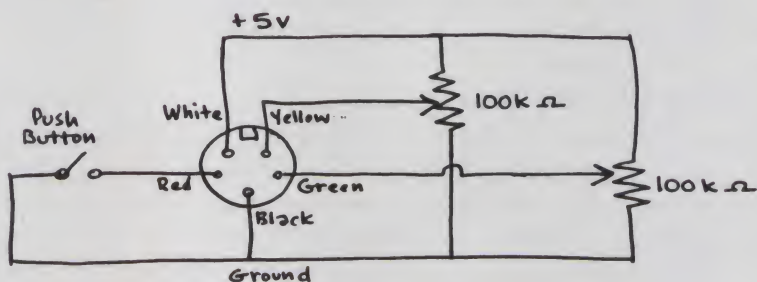 +5v
White
Yellow
100k Ω
Push
Button
Red
Green
100k Ω
Black
Ground